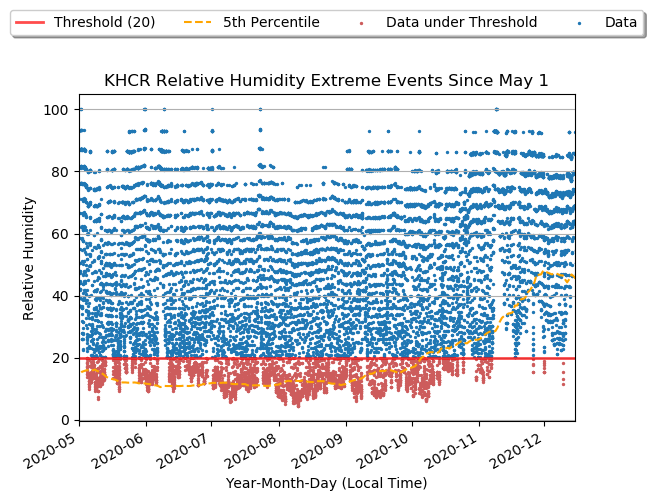 Threshold (20) 5th Percentile Data under Threshold Data
KHCR Relative Humidity Extreme Events Since May 1
100
80
60
40
20
0
Relative Humidity
2020-05 2020-06 2020-07 2020-08 2020-09 2020-10 2020-11 2020-12
Year-Month-Day (Local Time)